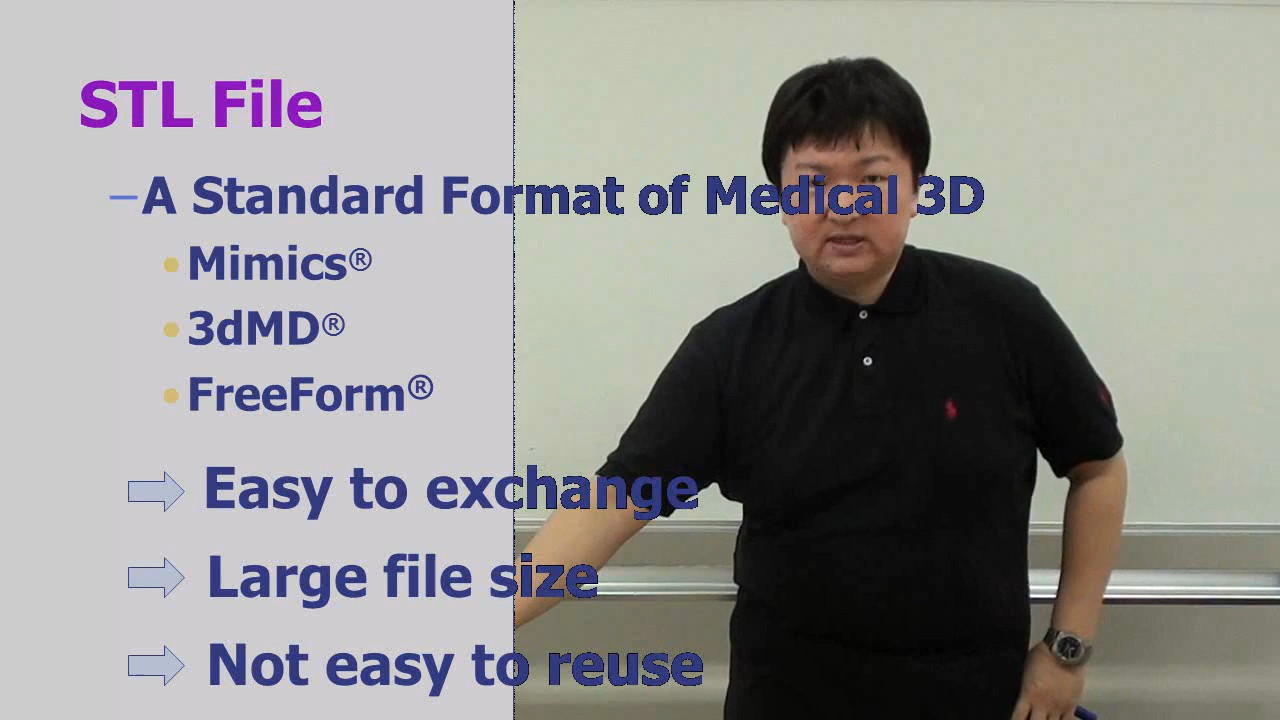 STL File
–A Standard Format of Medical 3D
•Mimics®
•3dMD®
•FreeForm®
Easy to exchange
Large file size
Not easy to reuse